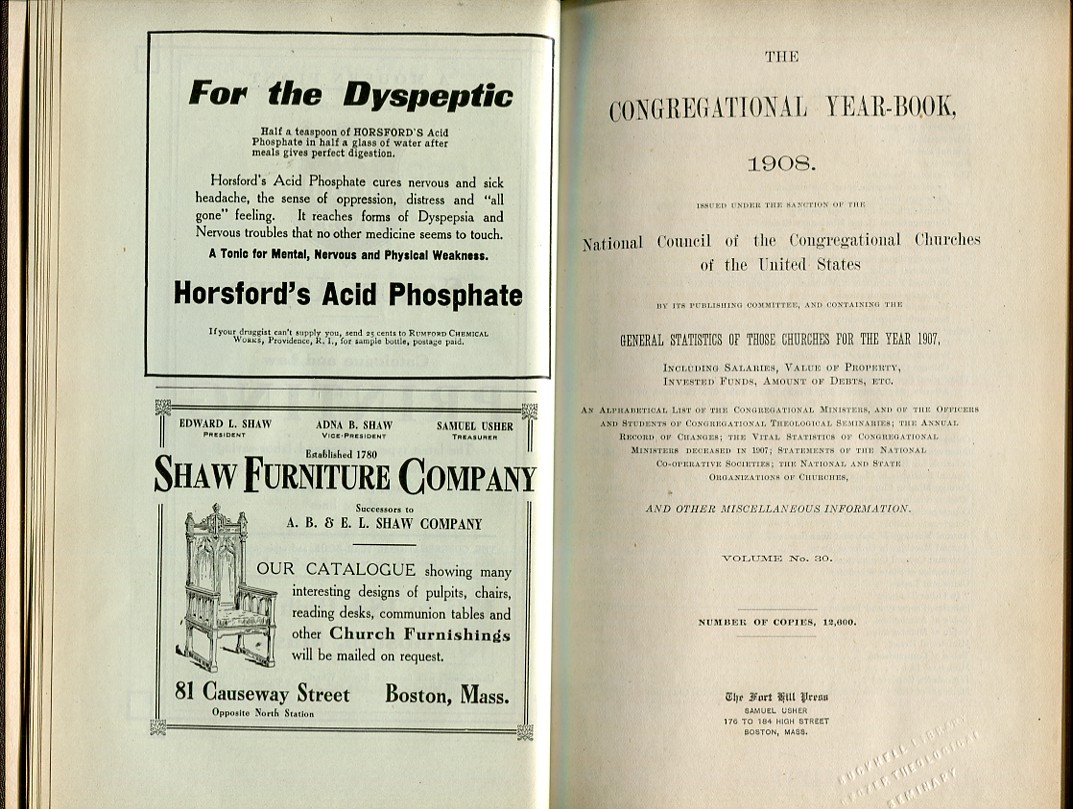 For the Dyspeptic
Half a teaspoon of HORSFORD'S Acid
Phosphate in half a glass of water after
meals gives perfect digestion.
Horsford's Acid Phosphate cures nervous and sick
headache, the sense of oppression, distress and "all
gone" feeling. It reaches forms of Dyspepsia and
Nervous troubles that no other medicine seems to touch.
A Tonic for Mental, Nervous and Physical Weakness.
Horsford's Acid Phosphate
If your druggist can't supply you, send 25 cents to RUMFORD CHEMICAL
WORKS, Providence, R. I., for sample bottle, postage paid.
EDWARD L. SHAW ADNA B. SHAW SAMUEL USHER
PRESIDENT VICE-PRESIDENT TREASURER
Established 1780
SHAW FURNITURE COMPANY
Successors to
A. B. & E. L. SHAW COMPANY
OUR CATALOGUE showing many
interesting designs of pulpits, chairs,
reading desks, communion tables and
other Church Furnishings
will be mailed on request.
81 Causeway Street Boston, Mass.
Opposite North Station
THE
CONGREGATIONAL YEAR-BOOK,
1908.
ISSUED UNDER THE SANCTION OF THE
National Council of the Congregational Churches
of the United States
BY ITS PUBLISHING COMMITTEE, AND CONTAINING THE
GENERAL STATISTICS OF THOSE CHURCHES FOR THE YEAR 1907,
INCLUDING SALARIES, VALUE OF PROPERTY,
INVESTED FUNDS, AMOUNT OF DEBTS, ETC.
AN ALPHABETICAL LIST OF THE CONGREGATIONAL MINISTERS, AND OF THE OFFICERS
AND STUDENTS OF CONGREGATIONAL THEOLOGICAL SEMINARIES; THE ANNUAL
RECORD OF CHANGES; THE VITAL STATISTICS OF CONGREGATIONAL
MINISTERS DECEASED IN 1907; STATEMENTS OF THE NATIONAL
CO-OPERATIVE SOCIETIES; THE NATIONAL AND STATE
ORGANIZATIONS OF CHURCHES,
AND OTHER MISCELLANEOUS INFORMATION.
VOLUME No. 30.
NUMBER OF COPIES, 12,600.
The Fort Hill Press
SAMUEL USHER
176 TO 184 HIGH STREET
BOSTON, MASS.
BUCKNELL LIBRARY
CROZER THEOLOGICAL
SEMINARY